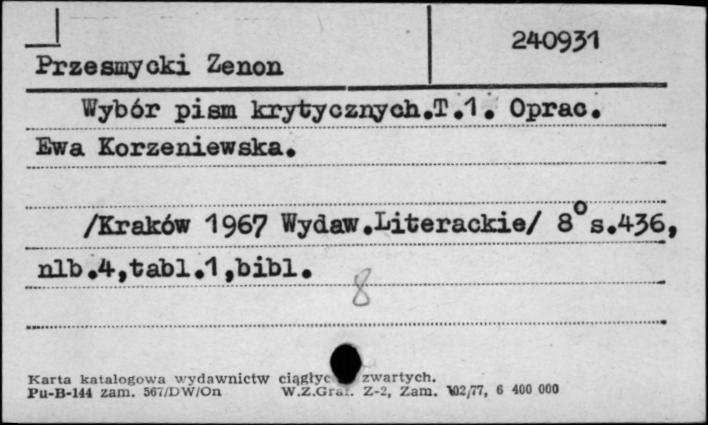 240931
Przesmycki Zenon
Wybór pism krytycznych.T.1. Oprac.
Ewa Korzeniewska.
/Kraków 1967 Wydaw.Literackie/ 8° s.436,
nlb.4,tabl.1,bibl.
8
Karta katalogowa wydawnictw ciągłyc zwartych.
Pu-B-144 zam. 567/DW/On W.Z.Graf. Z-2, Zam. 102/77, 6 400 000